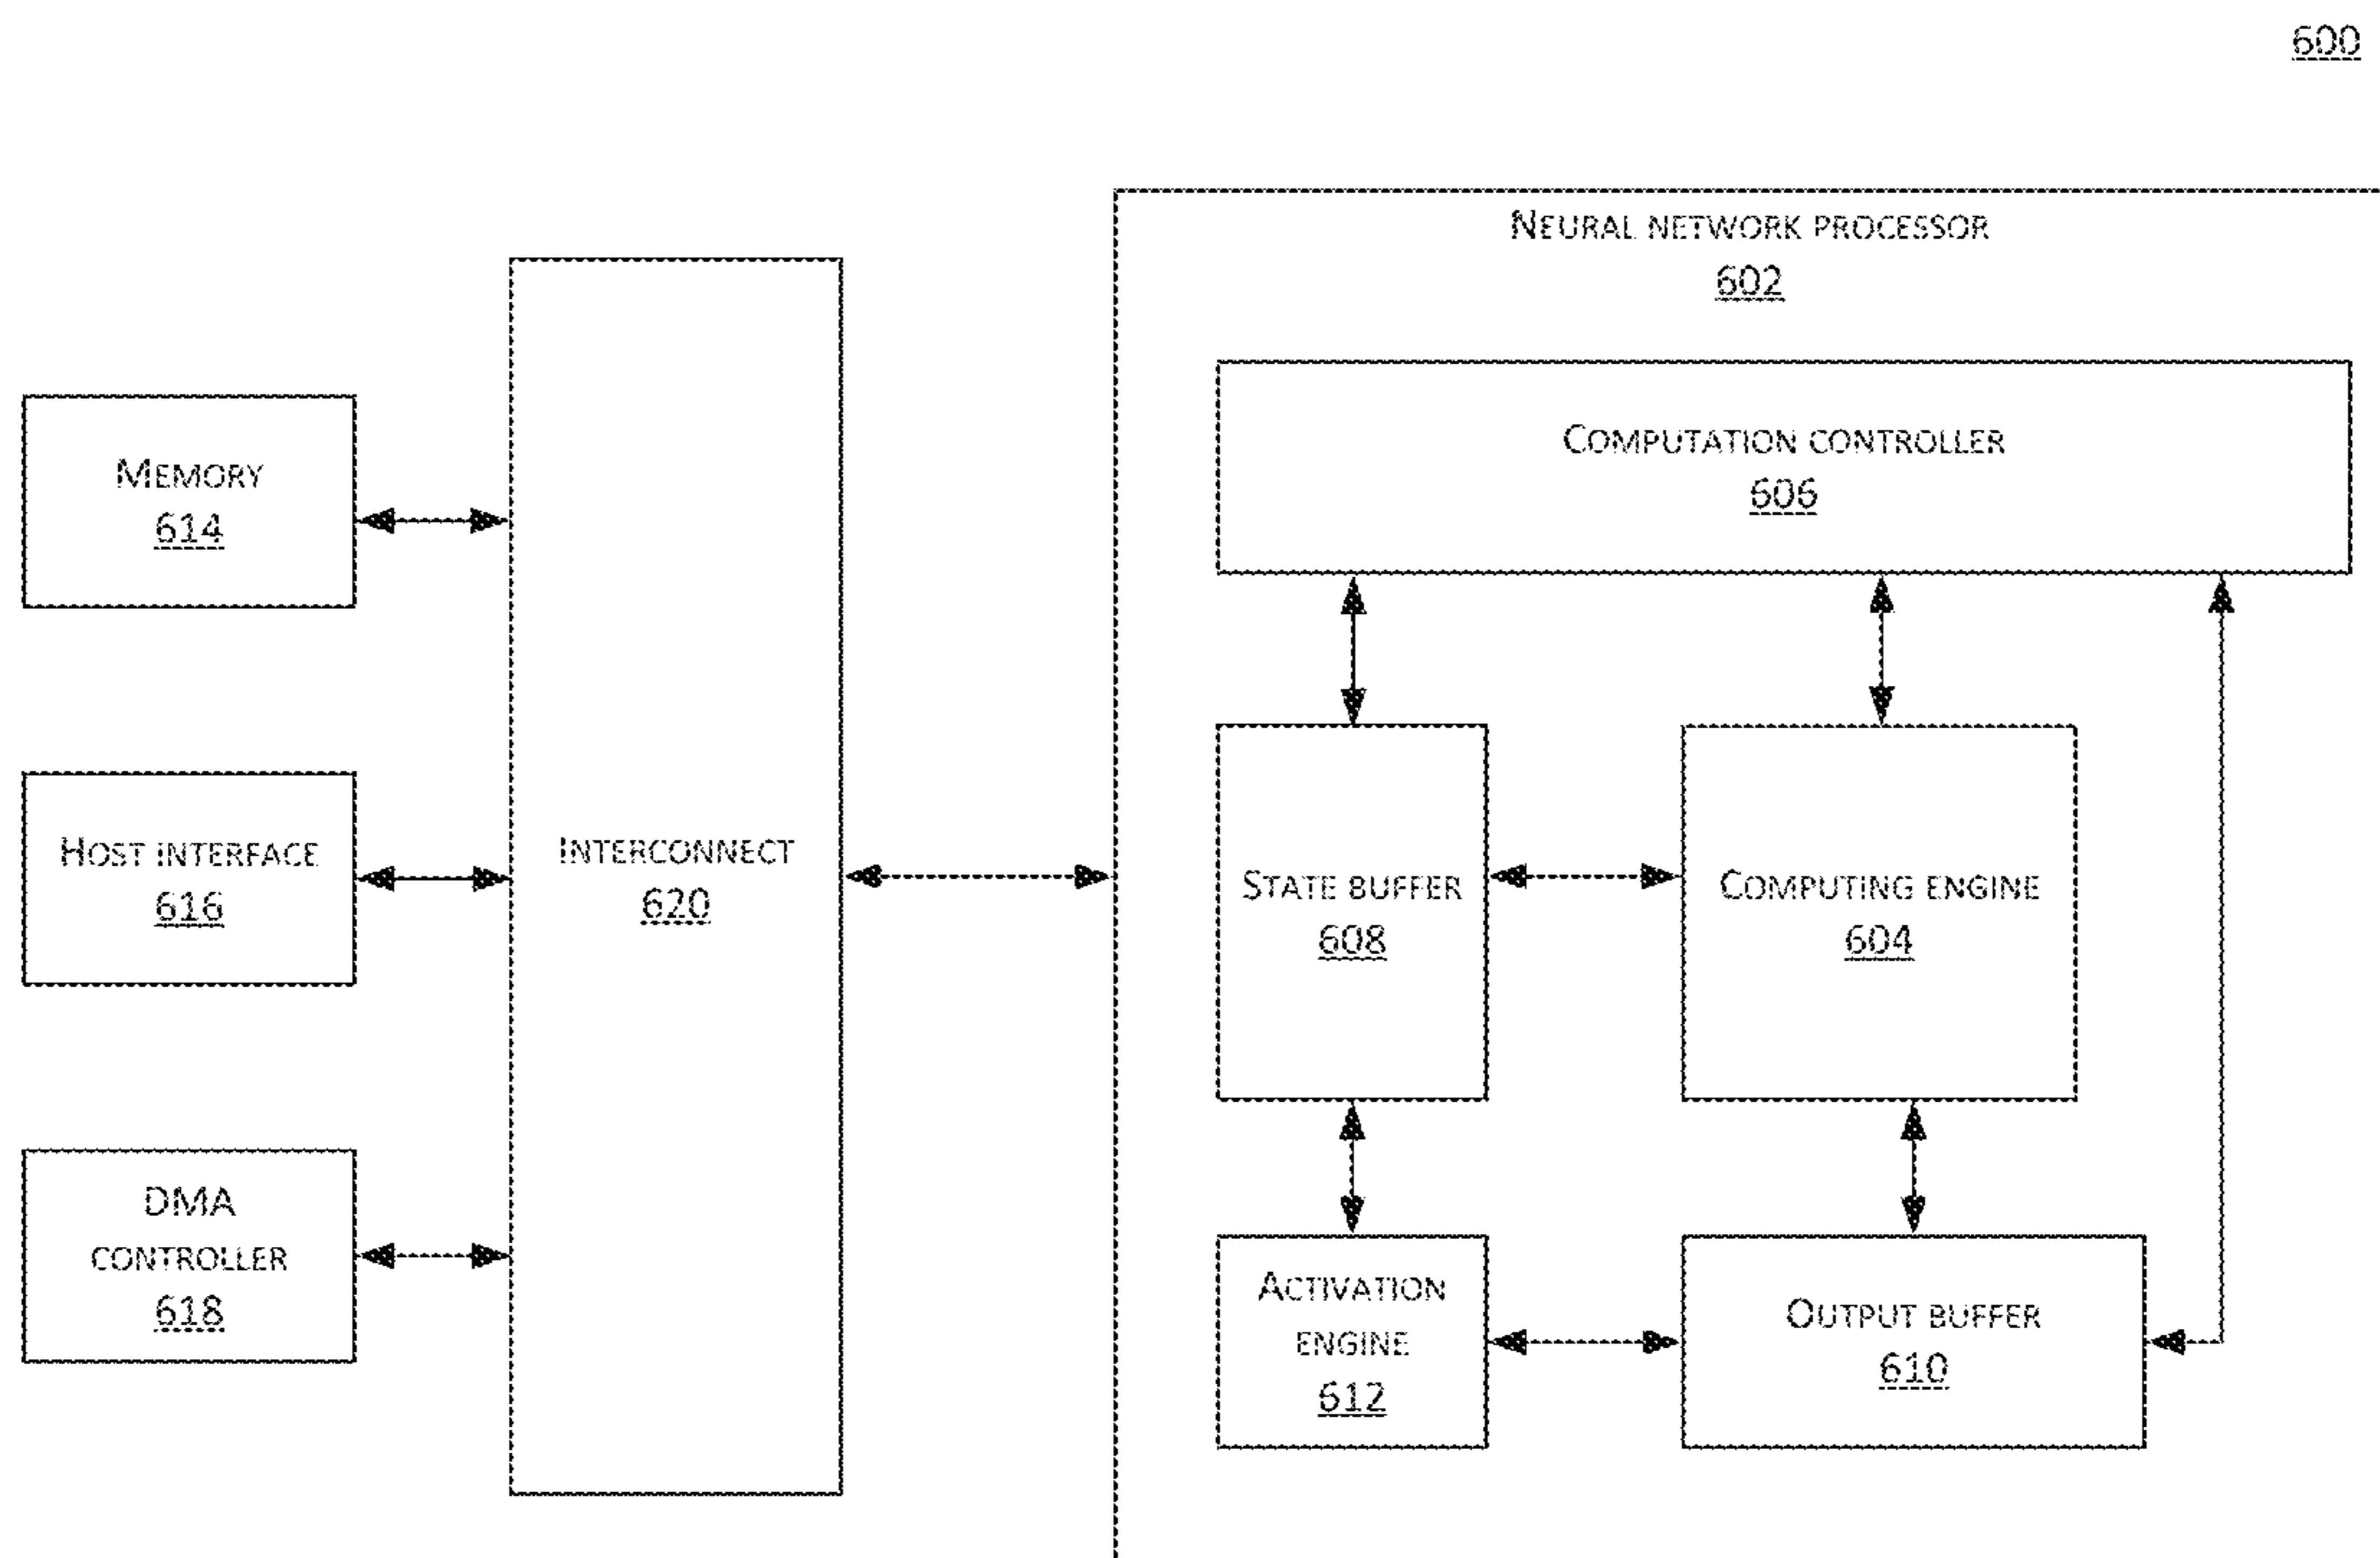 600
NEURAL NETWORK PROCESSOR
602
COMPUTATION CONTROLLER
606
MEMORY
614
HOST INTERFACE
616
INTERCONNECT
620
STATE BUFFER
608
COMPUTING ENGINE
604
DMA
CONTROLLER
618
ACTIVATION
ENGINE
612
OUTPUT BUFFER
610